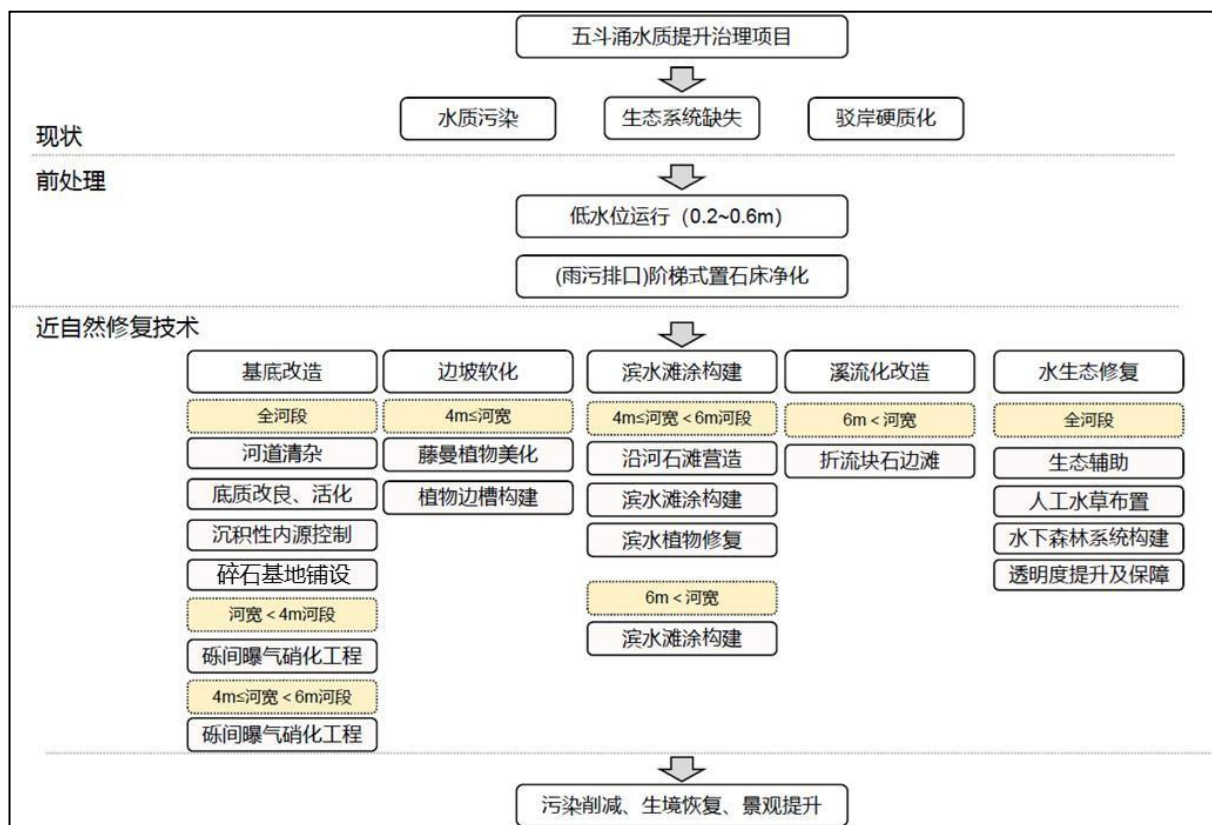 五斗涌水质提升治理项目
水质污染
生态系统缺失
驳岸硬质化
现状
前处理
低水位运行（0.2~0.6m）
(雨污排口)阶梯式置石床净化
近自然修复技术
基底改造
全河段
河道清杂
底质改良、活化
沉积性内源控制
碎石基地铺设
河宽＜4m河段
砾间曝气硝化工程
4m≤河宽＜6m河段
砾间曝气硝化工程
边坡软化
4m≤河宽
藤曼植物美化
植物边槽构建
滨水滩涂构建
4m≤河宽＜6m河段
沿河石滩营造
滨水滩涂构建
滨水植物修复
6m＜河宽
滨水滩涂构建
溪流化改造
6m＜河宽
折流块石边滩
水生态修复
全河段
生态辅助
人工水草布置
水下森林系统构建
透明度提升及保障
污染削减、生境恢复、景观提升